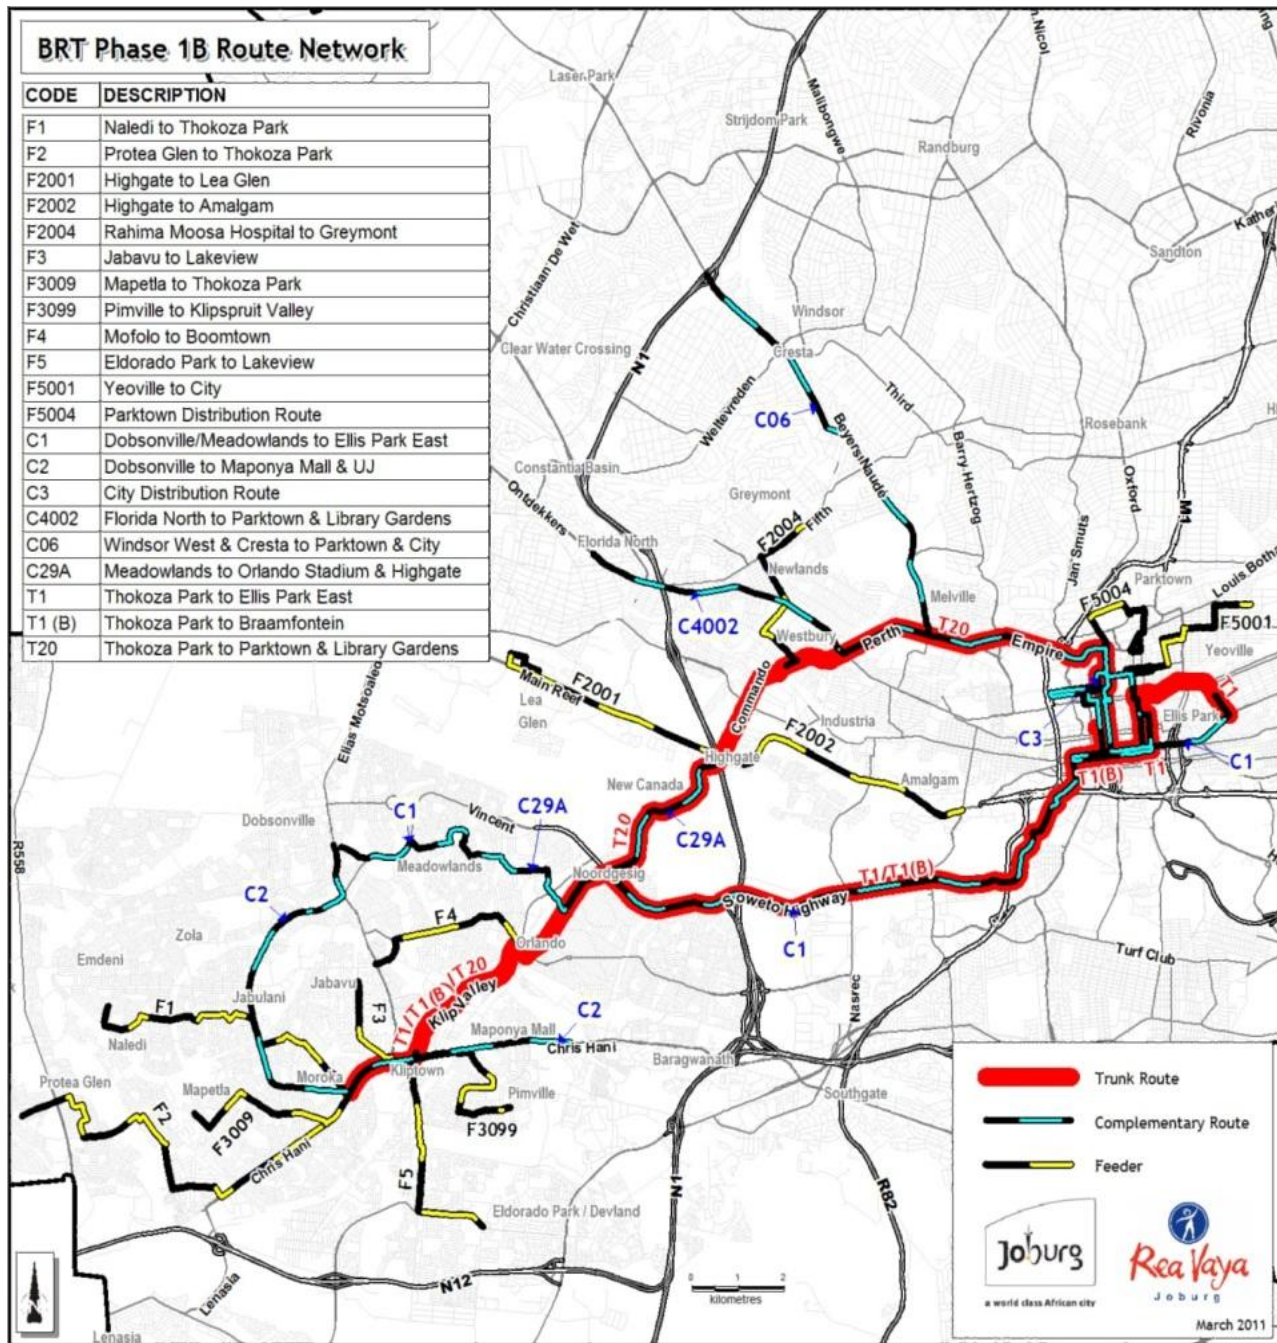 BRT Phase 1B Route Network
CODE DESCRIPTION
F1 Naledi to Thokoza Park
F2 Protea Glen to Thokoza Park
F2001 Highgate to Lea Glen
F2002 Highgate to Amalgam
F2004 Rahima Moosa Hospital to Greymont
F3 Jabavu to Lakeview
F3009 Mapetla to Thokoza Park
F3099 Pimville to Klipspruit Valley
F4 Mofolo to Boomtown
F5 Eldorado Park to Lakeview
F5001 Yeoville to City
F5004 Parktown Distribution Route
C1 Dobsonville/Meadowlands to Ellis Park East
C2 Dobsonville to Maponya Mall & UJ
C3 City Distribution Route
C4002 Florida North to Parktown & Library Gardens
C06 Windsor West & Cresta to Parktown & City
C29A Meadowlands to Orlando Stadium & Highgate
T1 Thokoza Park to Ellis Park East
T1 (B) Thokoza Park to Braamfontein
T20 Thokoza Park to Parktown & Library Gardens
Laser Park
Malibongwe
Strijdom Park
Randburg
Rivonia
Sandton
Christiaan De Wet
Windsor
Clear Water Crossing
N1
Cresta
Weltevreden
Third
C06
Beyers Naude
Barry Hertzog
Rosebank
Oxford
M1
Constantia Basin
Ontdekkers
Greymont
Fifth
F2004
Florida North
Newlands
Jan Smuts
Parktown
Louis Botha
Melville
F5004
F5001
C4002
Westbury
Perth
T20
Empire
Yeoville
Elias Motsoaledi
Main Reef
F2001
Lea
Glen
Commando
Industria
F2002
T1
Ellis Park
C3
C1
Highgate
New Canada
Amalgam
T1(B)
T1
Dobsonville
C1
Vincent
C29A
T20
C29A
R558
Meadowlands
Noordgesig
T1/T1(B)
C2
Soweto Highway
C1
F4
Zola
Orlando
Turf Club
Emdeni
Jabulani
Jabavu
T1/T1(B)/T20
Klip Valley
Nasrec
F1
F3
Maponya Mall
C2
Chris Hani
Naledi
Baragwanath
Moroka
Kliptown
Protea Glen
Mapetla
Pimville
Southgate
F2
F3009
F3099
Chris Hani
F5
N1
R82
Eldorado Park / Devland
N12
Lenasia
Lenasia
N
0 1 2
kilometres
Trunk Route
Complementary Route
Feeder
Joburg
a world class African city
Rea Vaya
Joburg
March 2011